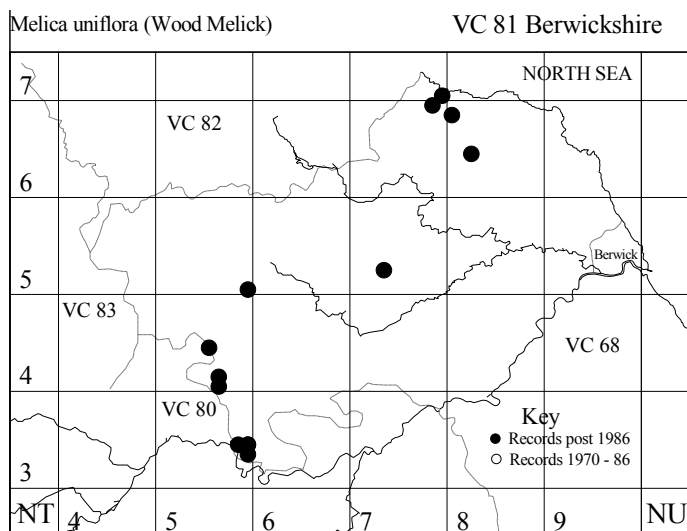 Melica uniflora (Wood Melick)
VC 81 Berwickshire
NORTH SEA
7
VC 82
6
Berwick
5
VC 83
VC 68
4
VC 80
Key
Records post 1986
Records 1970 - 86
3
NT 4 5 6 7 8 9 NU